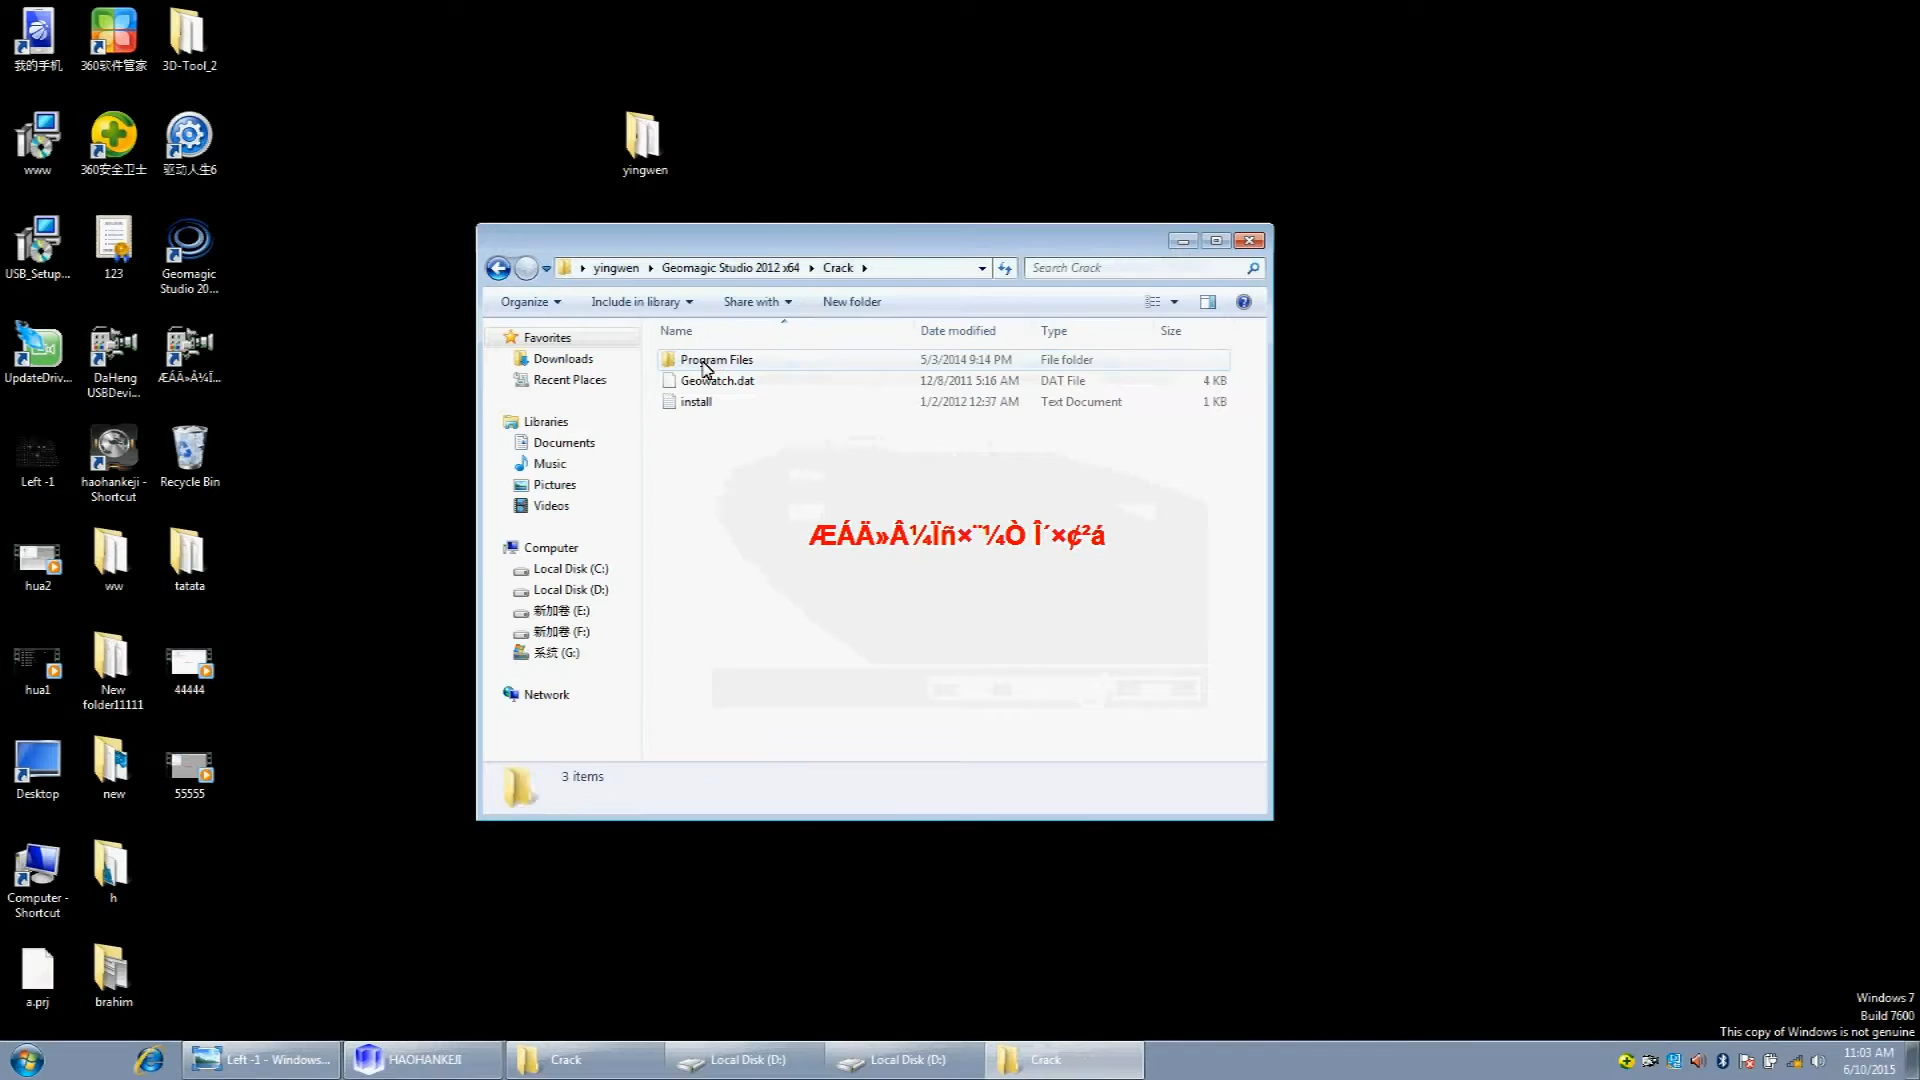 我的手机
360软件管家
3D-Tool_2
www
360安全卫士
驱动人生6
yingwen
USB_Setup...
123
Geomagic
Studio 20...
UpdateDriv...
DaHeng
USBDevi...
ÆÁÄ»Â¼Ï...
Left -1
haohankeji -
Shortcut
Recycle Bin
hua2
ww
tatata
hua1
New
folder11111
44444
Desktop
new
55555
Computer -
Shortcut
h
a.prj
brahim
yingwen
Geomagic Studio 2012 x64
Crack
Search Crack
Organize
Include in library
Share with
New folder
Name
Date modified
Type
Size
Program Files
5/3/2014 9:14 PM
File folder
Geowatch.dat
12/8/2011 5:16 AM
DAT File
4 KB
install
1/2/2012 12:37 AM
Text Document
1 KB
Favorites
Downloads
Recent Places
Libraries
Documents
Music
Pictures
Videos
Computer
Local Disk (C:)
Local Disk (D:)
新加卷 (E:)
新加卷 (F:)
系统 (G:)
Network
ÆÁÄ»Â¼Ïñ×¨¼Ò Î´×¢²á
3 items
Windows 7
Build 7600
This copy of Windows is not genuine
Left -1 - Windows...
HAOHANKEJI
Crack
Local Disk (D:)
Local Disk (D:)
Crack
11:03 AM
6/10/2015